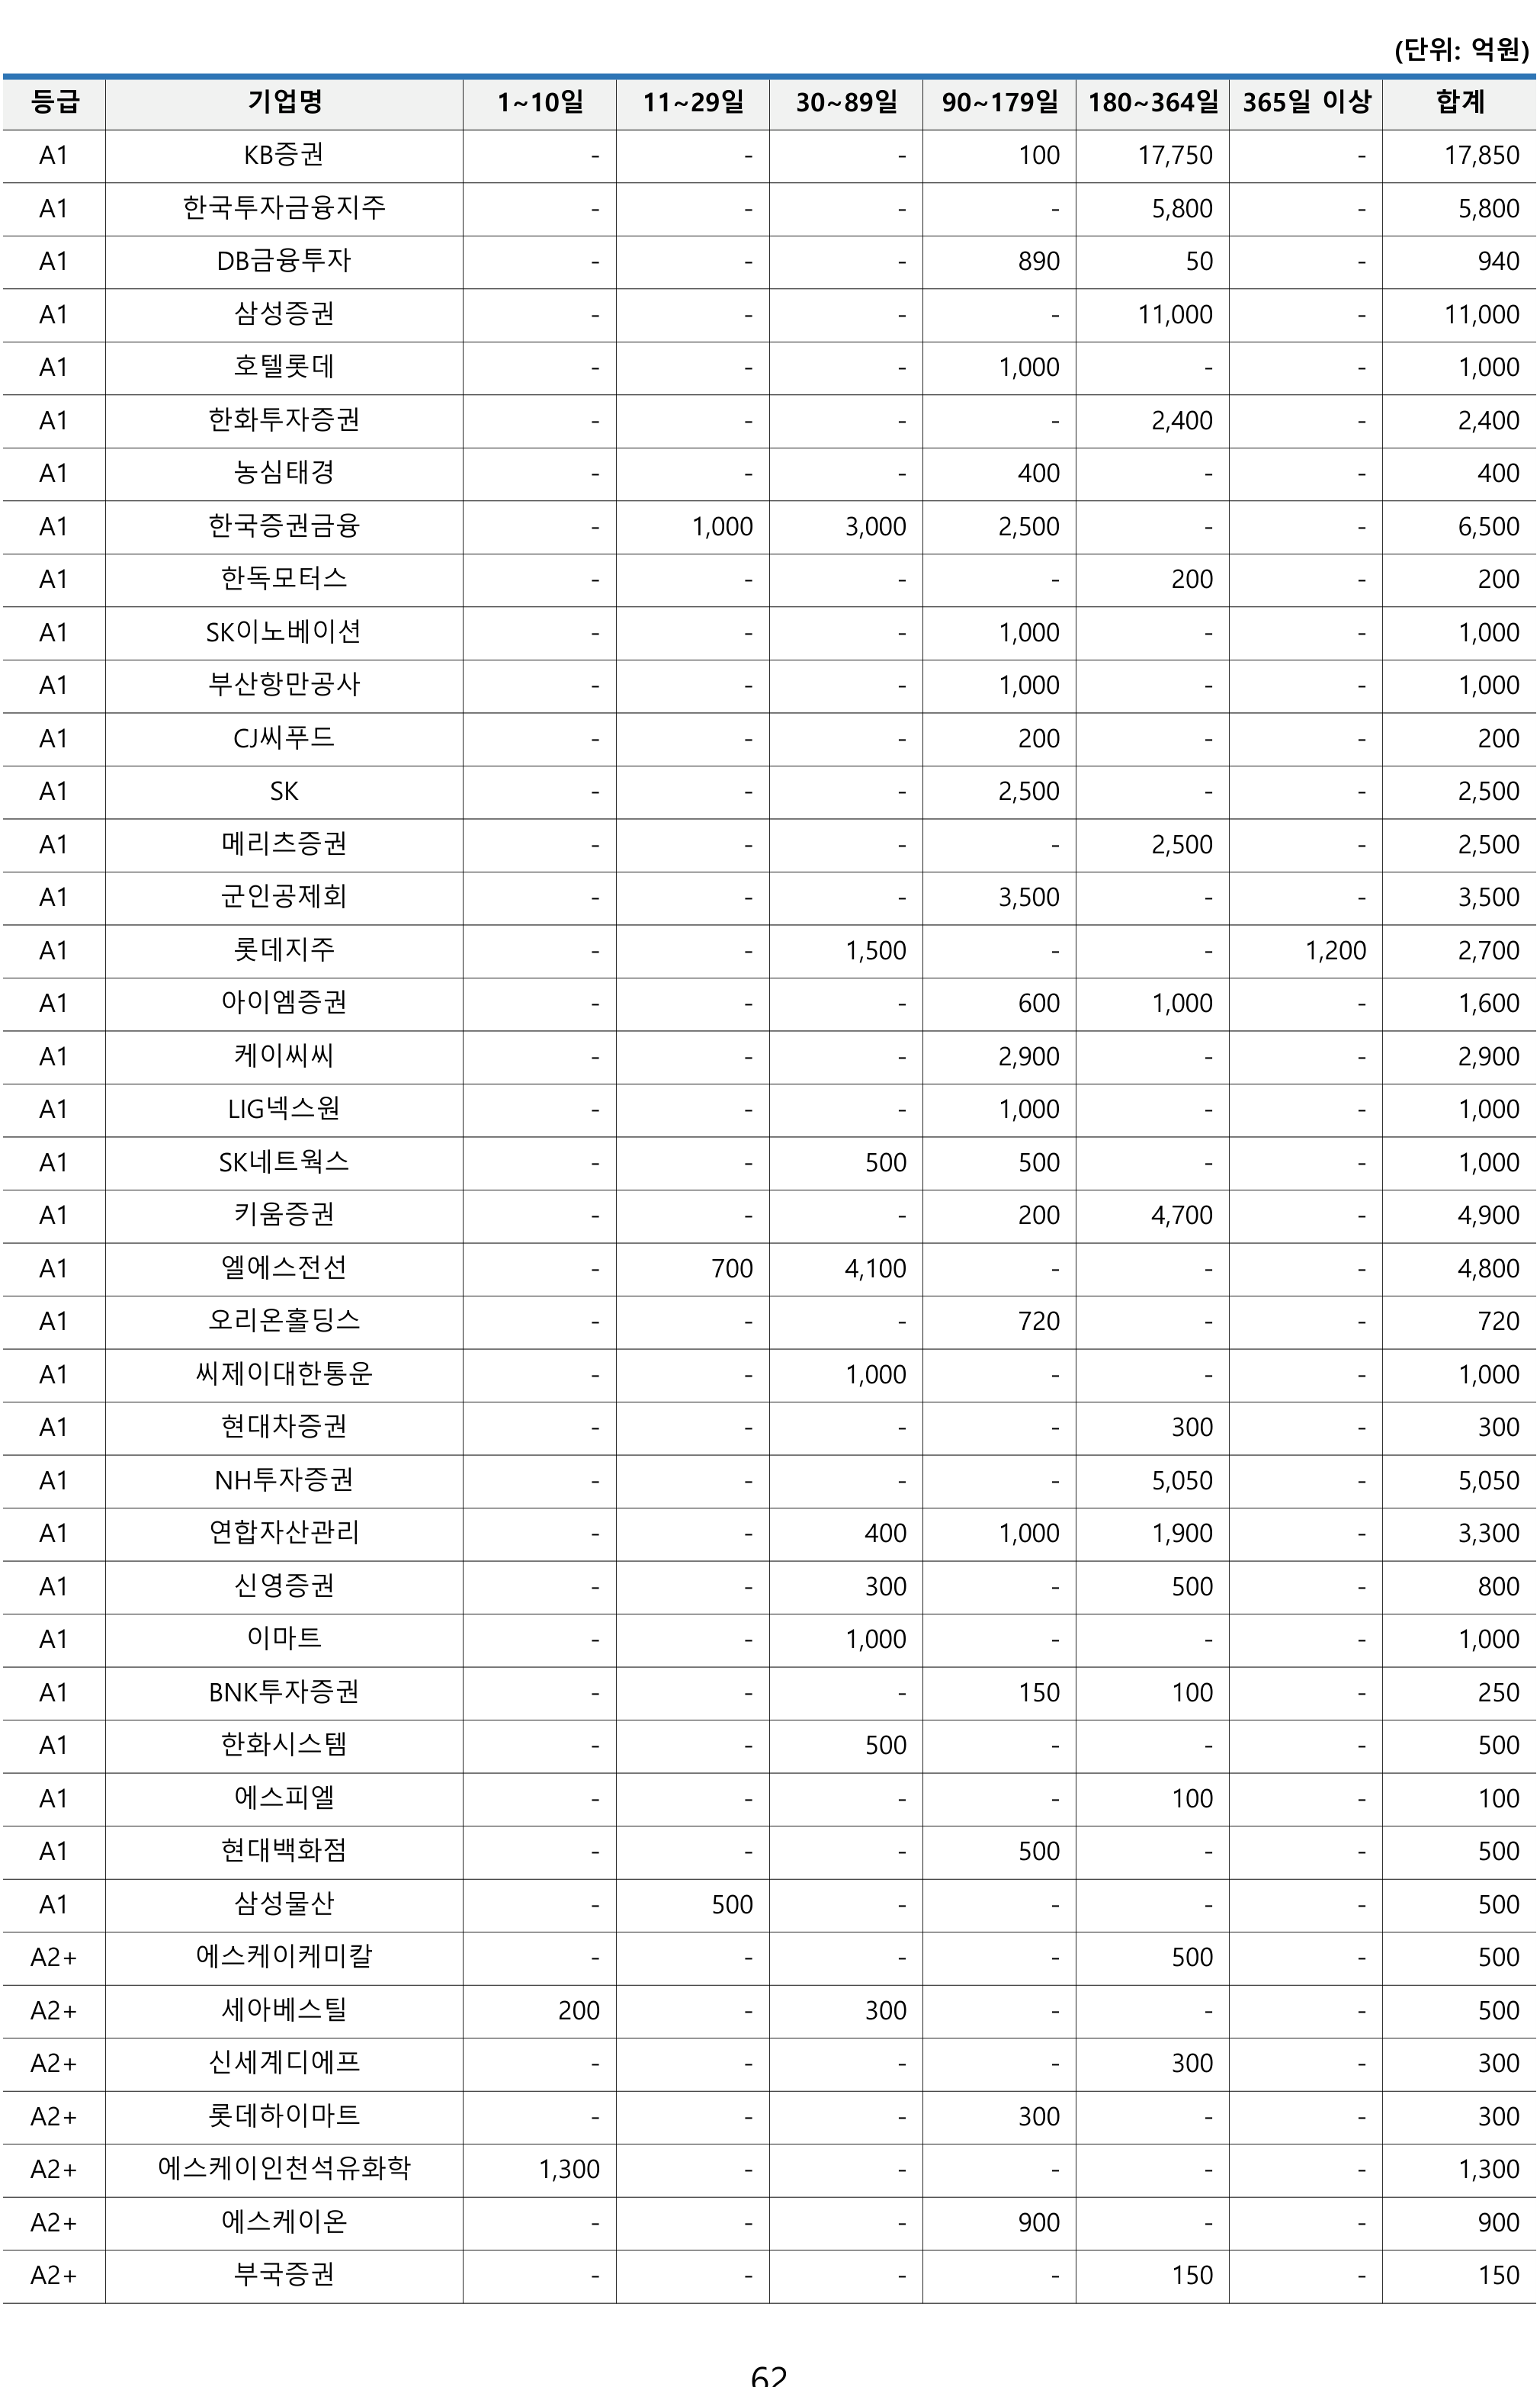 (단위: 억원)
등급 기업명 1~10일 11~29일 30~89일 90~179일 180~364일 365일 이상 합계
A1 KB증권 - - - 100 17,750 - 17,850
A1 한국투자금융지주 - - - - 5,800 - 5,800
A1 DB금융투자 - - - 890 50 - 940
A1 삼성증권 - - - - 11,000 - 11,000
A1 호텔롯데 - - - 1,000 - - 1,000
A1 한화투자증권 - - - - 2,400 - 2,400
A1 농심태경 - - - 400 - - 400
A1 한국증권금융 - 1,000 3,000 2,500 - - 6,500
A1 한독모터스 - - - - 200 - 200
A1 SK이노베이션 - - - 1,000 - - 1,000
A1 부산항만공사 - - - 1,000 - - 1,000
A1 CJ씨푸드 - - - 200 - - 200
A1 SK - - - 2,500 - - 2,500
A1 메리츠증권 - - - - 2,500 - 2,500
A1 군인공제회 - - - 3,500 - - 3,500
A1 롯데지주 - - 1,500 - - 1,200 2,700
A1 아이엠증권 - - - 600 1,000 - 1,600
A1 케이씨씨 - - - 2,900 - - 2,900
A1 LIG넥스원 - - - 1,000 - - 1,000
A1 SK네트웍스 - - 500 500 - - 1,000
A1 키움증권 - - - 200 4,700 - 4,900
A1 엘에스전선 - 700 4,100 - - - 4,800
A1 오리온홀딩스 - - - 720 - - 720
A1 씨제이대한통운 - - 1,000 - - - 1,000
A1 현대차증권 - - - - 300 - 300
A1 NH투자증권 - - - - 5,050 - 5,050
A1 연합자산관리 - - 400 1,000 1,900 - 3,300
A1 신영증권 - - 300 - 500 - 800
A1 이마트 - - 1,000 - - - 1,000
A1 BNK투자증권 - - - 150 100 - 250
A1 한화시스템 - - 500 - - - 500
A1 에스피엘 - - - - 100 - 100
A1 현대백화점 - - - 500 - - 500
A1 삼성물산 - 500 - - - - 500
A2+ 에스케이케미칼 - - - - 500 - 500
A2+ 세아베스틸 200 - 300 - - - 500
A2+ 신세계디에프 - - - - 300 - 300
A2+ 롯데하이마트 - - - 300 - - 300
A2+ 에스케이인천석유화학 1,300 - - - - - 1,300
A2+ 에스케이온 - - - 900 - - 900
A2+ 부국증권 - - - - 150 - 150
62